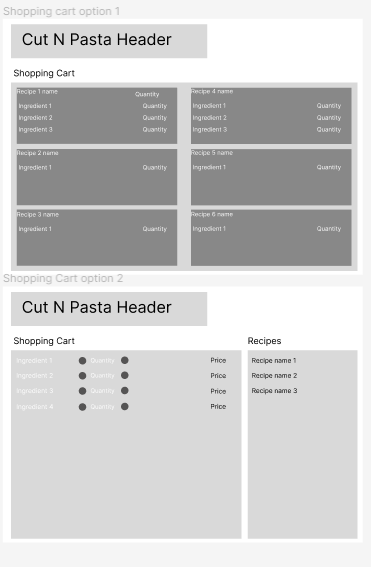 Shopping cart option 1
Cut N Pasta Header
Shopping Cart
Recipe 1 name Quantity
Ingredient 1 Quantity
Ingredient 2 Quantity
Ingredient 3 Quantity
Recipe 4 name
Ingredient 1 Quantity
Ingredient 2 Quantity
Ingredient 3 Quantity
Recipe 2 name
Ingredient 1 Quantity
Recipe 5 name
Ingredient 1 Quantity
Recipe 3 name
Ingredient 1 Quantity
Recipe 6 name
Ingredient 1 Quantity
Shopping Cart option 2
Cut N Pasta Header
Shopping Cart
Ingredient 1 Quantity Price
Ingredient 2 Quantity Price
Ingredient 3 Quantity Price
Ingredient 4 Quantity Price
Recipes
Recipe name 1
Recipe name 2
Recipe name 3